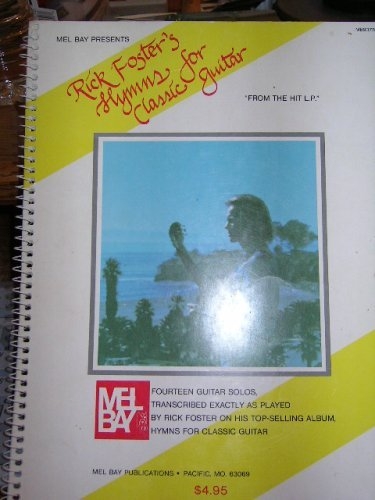 MEL BAY PRESENTS
Rick Foster's
Hymns for
Classic Guitar
"FROM THE HIT L.P."
MEL
BAY
FOURTEEN GUITAR SOLOS,
TRANSCRIBED EXACTLY AS PLAYED
BY RICK FOSTER ON HIS TOP-SELLING ALBUM,
HYMNS FOR CLASSIC GUITAR
MEL BAY PUBLICATIONS • PACIFIC, MO. 63069
$4.95